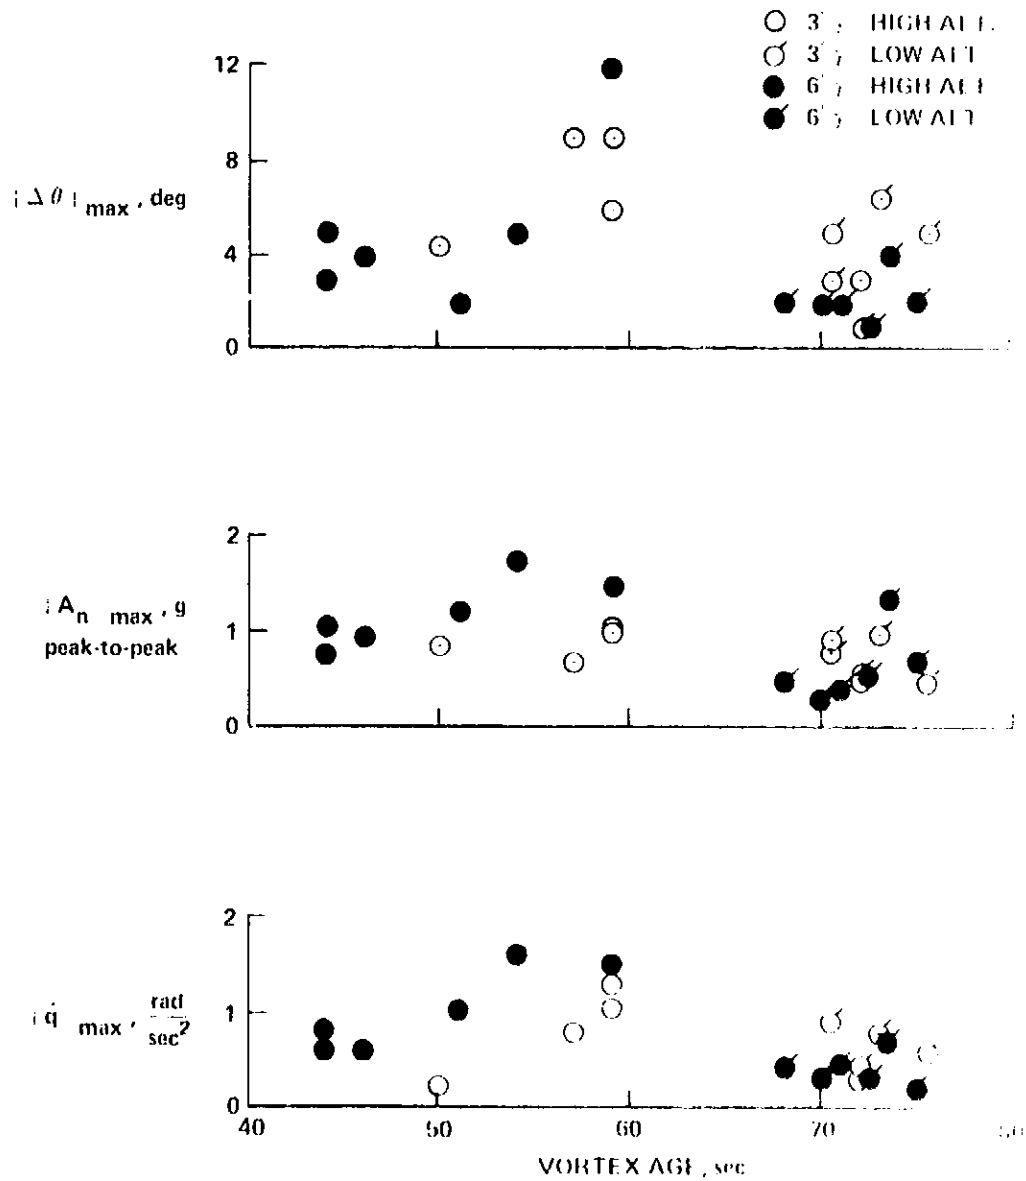 3
HIGH ALT.
3
LOW ALT
6
HIGH ALT
6
LOW ALT
12
8
4
0
|Δθ|max, deg
2
1
0
An max, g
peak-to-peak
2
1
0
q̇ max, rad
sec²
40
50
60
70
VORTEX AGE, sec